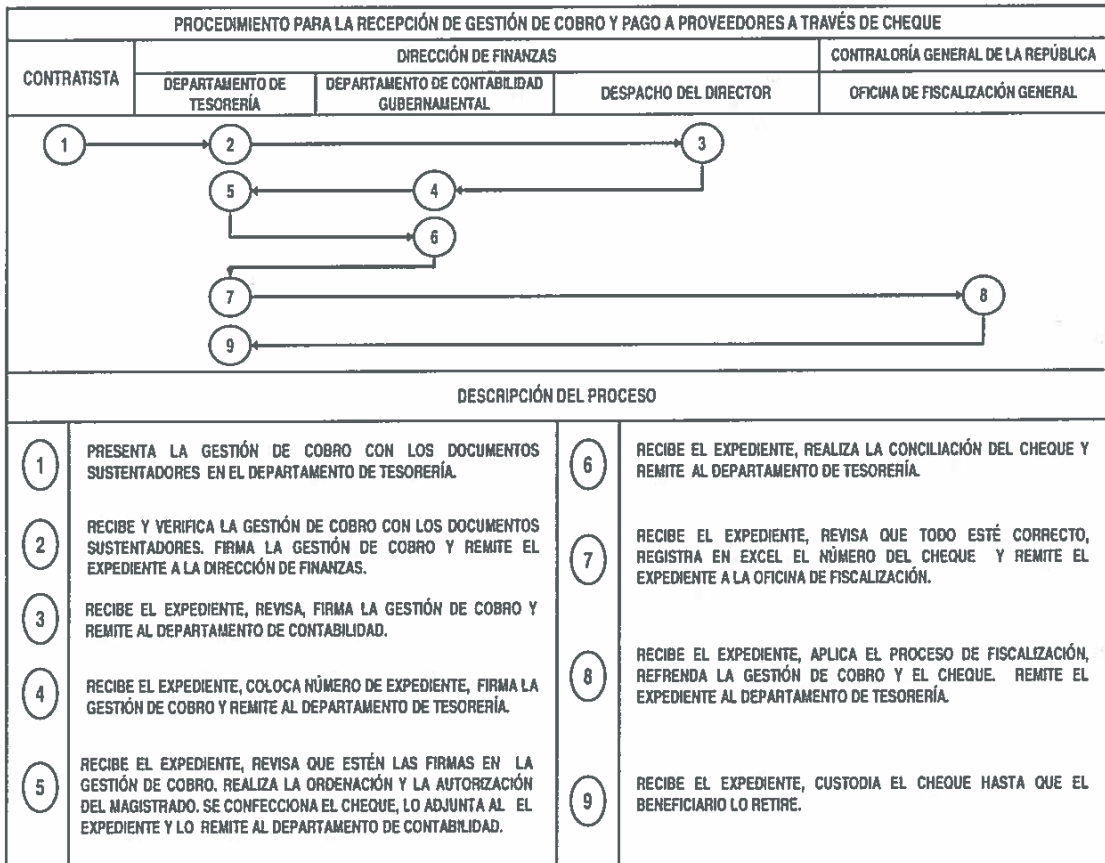 PROCEDIMIENTO PARA LA RECEPCIÓN DE GESTIÓN DE COBRO Y PAGO A PROVEEDORES A TRAVÉS DE CHEQUE
CONTRATISTA
DIRECCIÓN DE FINANZAS
CONTRALORÍA GENERAL DE LA REPÚBLICA
DEPARTAMENTO DE
TESORERÍA
DEPARTAMENTO DE CONTABILIDAD
GUBERNAMENTAL
DESPACHO DEL DIRECTOR
OFICINA DE FISCALIZACIÓN GENERAL
1
2
3
5
4
6
7
8
9
DESCRIPCIÓN DEL PROCESO
1
PRESENTA LA GESTIÓN DE COBRO CON LOS DOCUMENTOS
SUSTENTADORES EN EL DEPARTAMENTO DE TESORERÍA.
2
RECIBE Y VERIFICA LA GESTIÓN DE COBRO CON LOS DOCUMENTOS
SUSTENTADORES. FIRMA LA GESTIÓN DE COBRO Y REMITE EL
EXPEDIENTE A LA DIRECCIÓN DE FINANZAS.
3
RECIBE EL EXPEDIENTE, REVISA, FIRMA LA GESTIÓN DE COBRO Y
REMITE AL DEPARTAMENTO DE CONTABILIDAD.
4
RECIBE EL EXPEDIENTE, COLOCA NÚMERO DE EXPEDIENTE, FIRMA LA
GESTIÓN DE COBRO Y REMITE AL DEPARTAMENTO DE TESORERÍA.
5
RECIBE EL EXPEDIENTE, REVISA QUE ESTÉN LAS FIRMAS EN LA
GESTIÓN DE COBRO. REALIZA LA ORDENACIÓN Y LA AUTORIZACIÓN
DEL MAGISTRADO. SE CONFECCIONA EL CHEQUE, LO ADJUNTA AL EL
EXPEDIENTE Y LO REMITE AL DEPARTAMENTO DE CONTABILIDAD.
6
RECIBE EL EXPEDIENTE, REALIZA LA CONCILIACIÓN DEL CHEQUE Y
REMITE AL DEPARTAMENTO DE TESORERÍA.
7
RECIBE EL EXPEDIENTE, REVISA QUE TODO ESTÉ CORRECTO,
REGISTRA EN EXCEL EL NÚMERO DEL CHEQUE Y REMITE EL
EXPEDIENTE A LA OFICINA DE FISCALIZACIÓN.
8
RECIBE EL EXPEDIENTE, APLICA EL PROCESO DE FISCALIZACIÓN,
REFRENDA LA GESTIÓN DE COBRO Y EL CHEQUE. REMITE EL
EXPEDIENTE AL DEPARTAMENTO DE TESORERÍA.
9
RECIBE EL EXPEDIENTE, CUSTODIA EL CHEQUE HASTA QUE EL
BENEFICIARIO LO RETIRE.